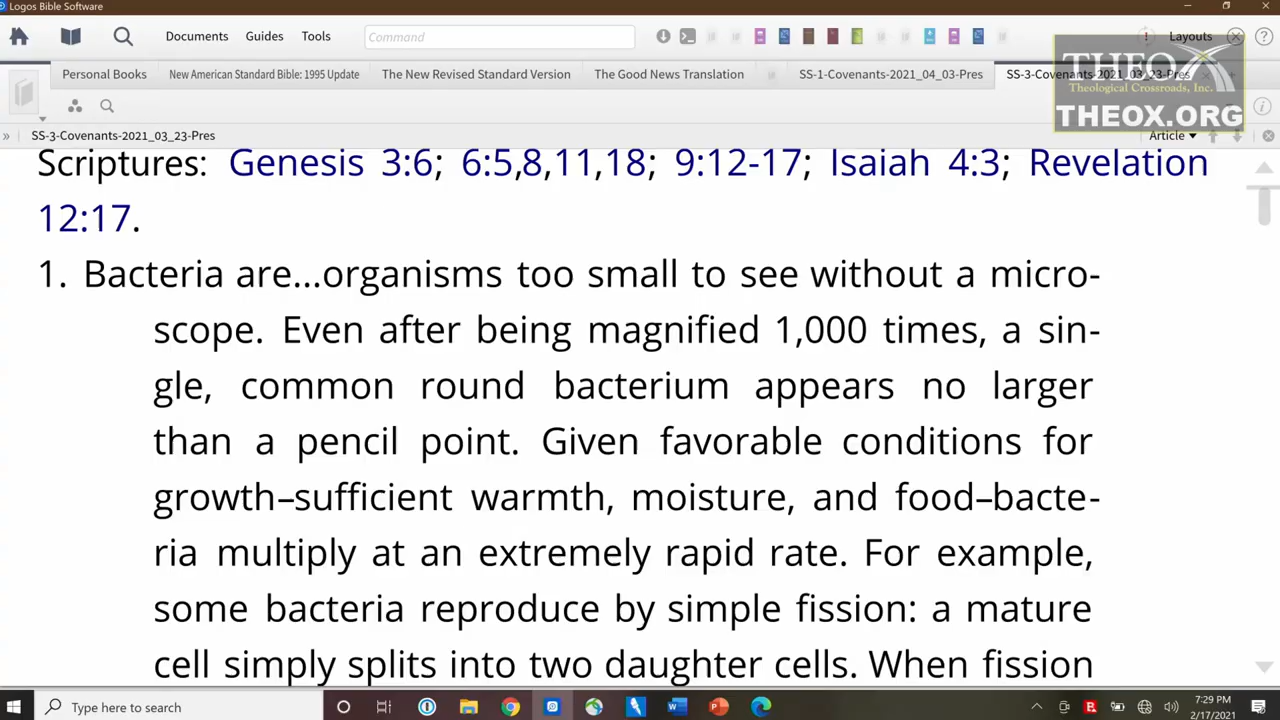 Logos Bible Software
Documents Guides Tools Command Layouts
Personal Books New American Standard Bible: 1995 Update The New Revised Standard Version The Good News Translation SS-1-Covenants-2021_04_03-Pres SS-3-Covenants-2021_03_23-Pres
THEOX
Theological Crossroads, Inc.
THEOX.ORG
SS-3-Covenants-2021_03_23-Pres Article
Scriptures: Genesis 3:6; 6:5,8,11,18; 9:12-17; Isaiah 4:3; Revelation
12:17.
1. Bacteria are...organisms too small to see without a micro-
scope. Even after being magnified 1,000 times, a sin-
gle, common round bacterium appears no larger
than a pencil point. Given favorable conditions for
growth–sufficient warmth, moisture, and food–bacte-
ria multiply at an extremely rapid rate. For example,
some bacteria reproduce by simple fission: a mature
cell simply splits into two daughter cells. When fission
Type here to search
7:29 PM
2/17/2021